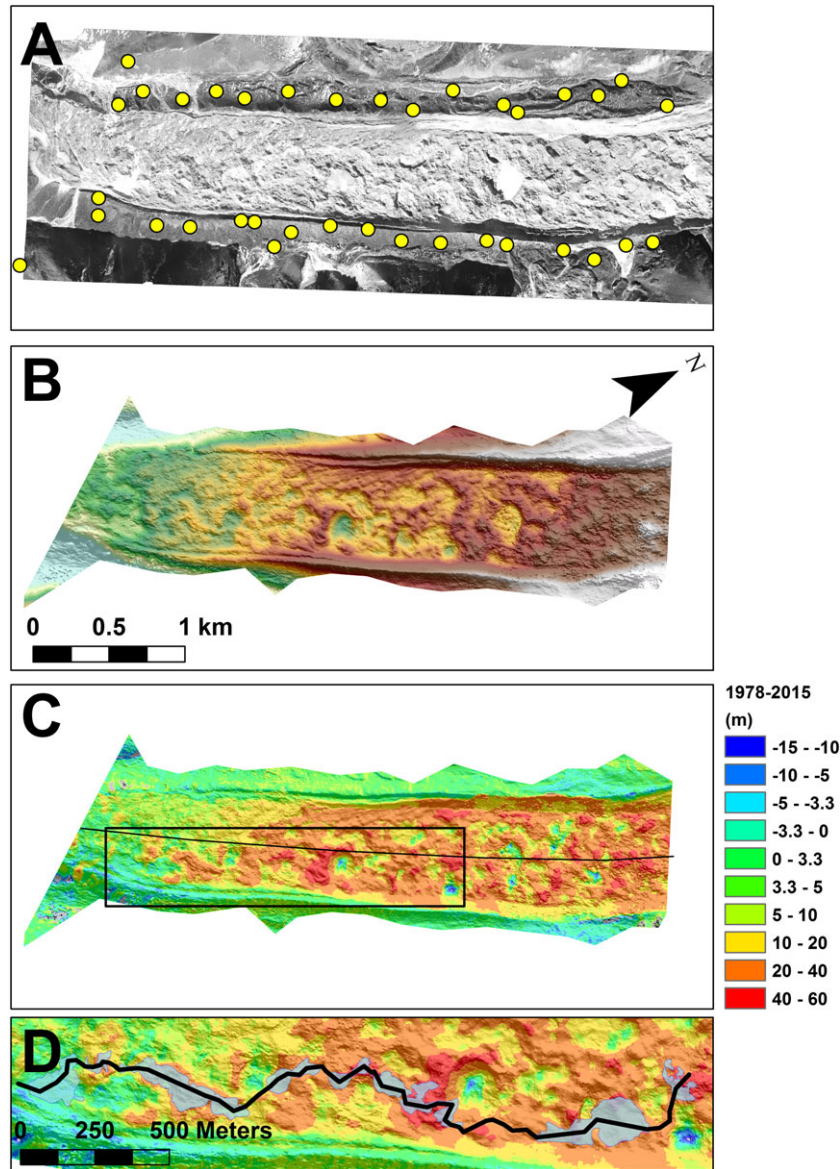 A
B
N
0 0.5 1 km
C
1978-2015
(m)
-15 - -10
-10 - -5
-5 - -3.3
-3.3 - 0
0 - 3.3
3.3 - 5
5 - 10
10 - 20
20 - 40
40 - 60
D
0 250 500 Meters